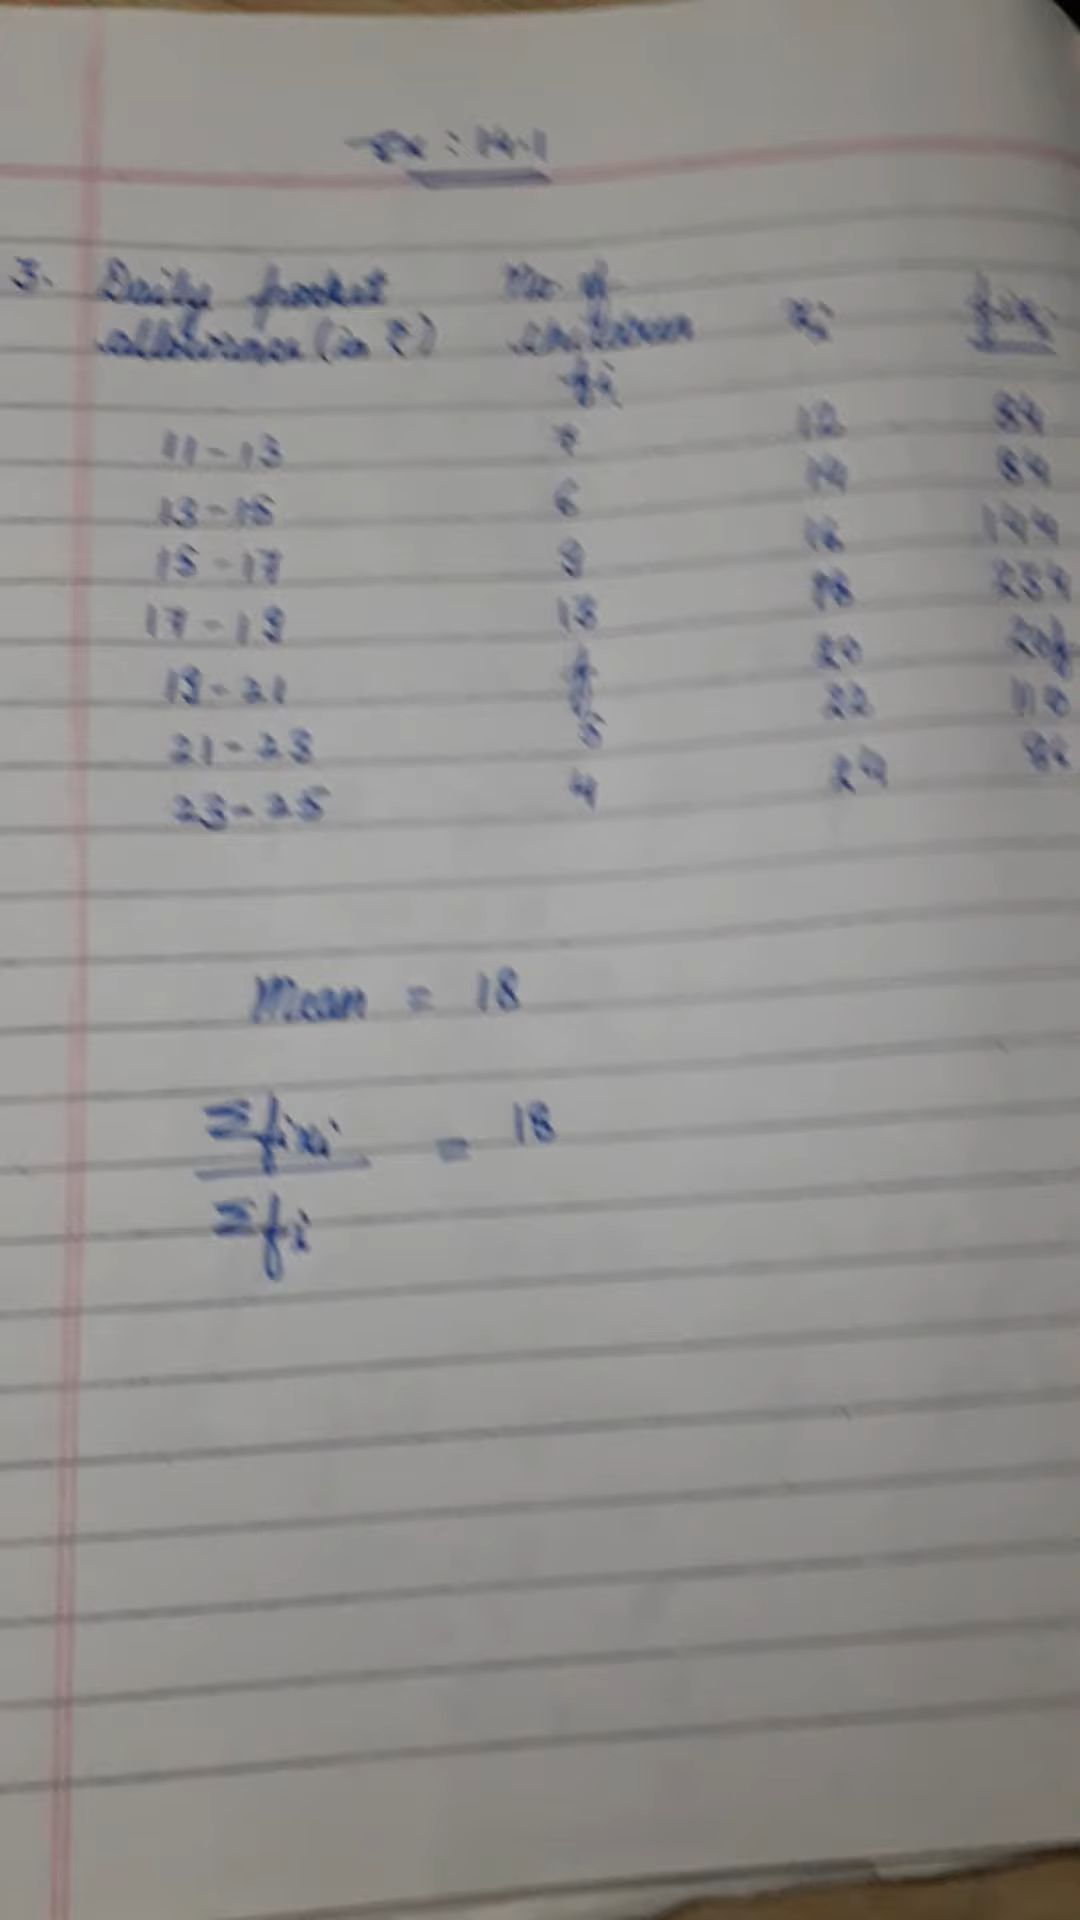 Ex : 14.1
3. Daily pocket allowance (in ₹) No of children fi xi fixi
11-13 7 12 84
13-15 6 14 84
15-17 9 16 144
17-19 13 18 234
19-21 f 20 20f
21-23 5 22 110
23-25 4 24
Mean = 18
Σfixi = 18
Σfi